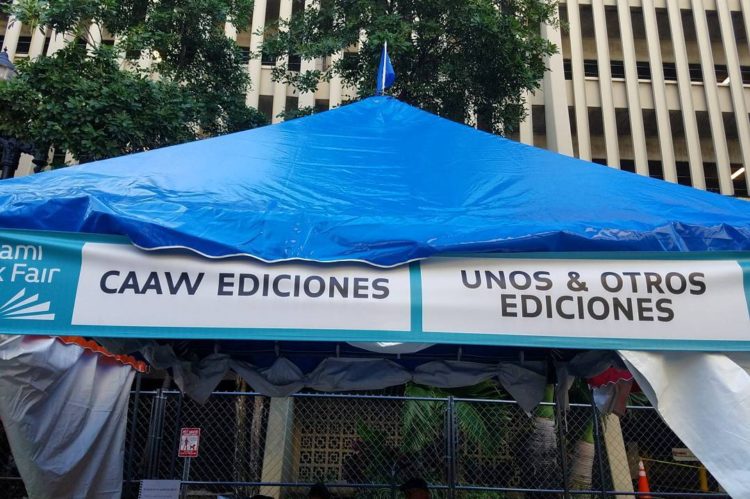 ami
k Fair
CAAW EDICIONES
UNOS & OTROS
EDICIONES